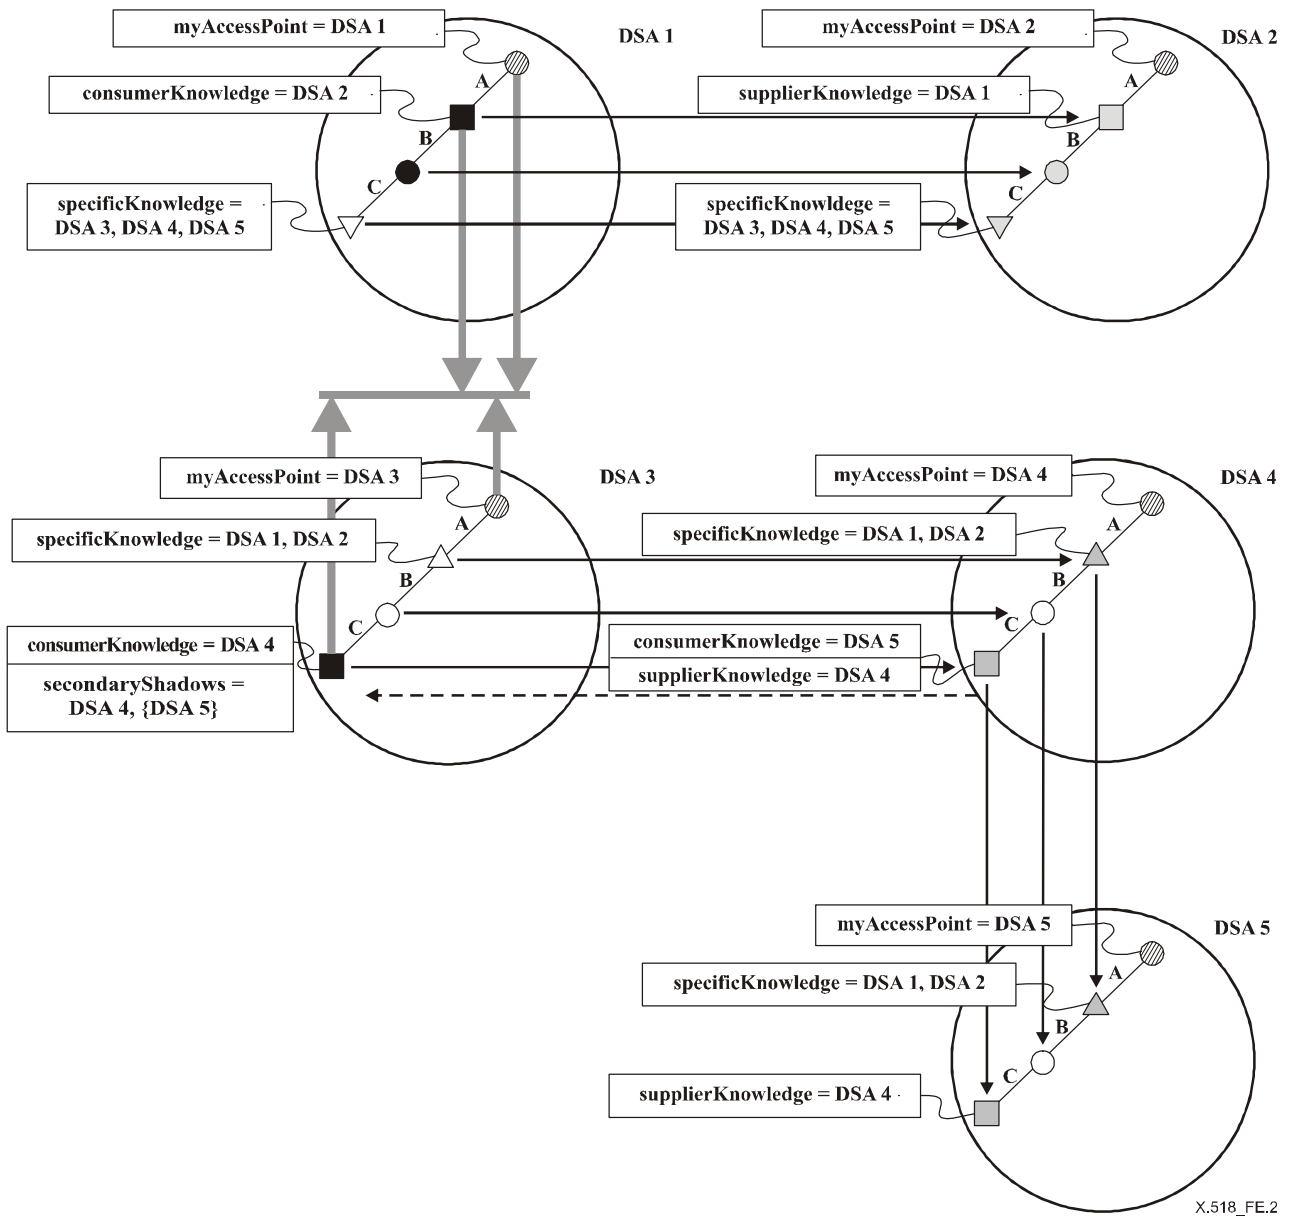 myAccessPoint = DSA 1
DSA 1
consumerKnowledge = DSA 2
A
B
C
specificKnowledge =
DSA 3, DSA 4, DSA 5
myAccessPoint = DSA 2
DSA 2
supplierKnowledge = DSA 1
A
B
C
specificKnowldege =
DSA 3, DSA 4, DSA 5
myAccessPoint = DSA 3
DSA 3
specificKnowledge = DSA 1, DSA 2
A
B
C
consumerKnowledge = DSA 4
secondaryShadows =
DSA 4, {DSA 5}
myAccessPoint = DSA 4
DSA 4
specificKnowledge = DSA 1, DSA 2
A
B
C
consumerKnowledge = DSA 5
supplierKnowledge = DSA 4
myAccessPoint = DSA 5
DSA 5
specificKnowledge = DSA 1, DSA 2
A
B
C
supplierKnowledge = DSA 4
X.518_FE.2